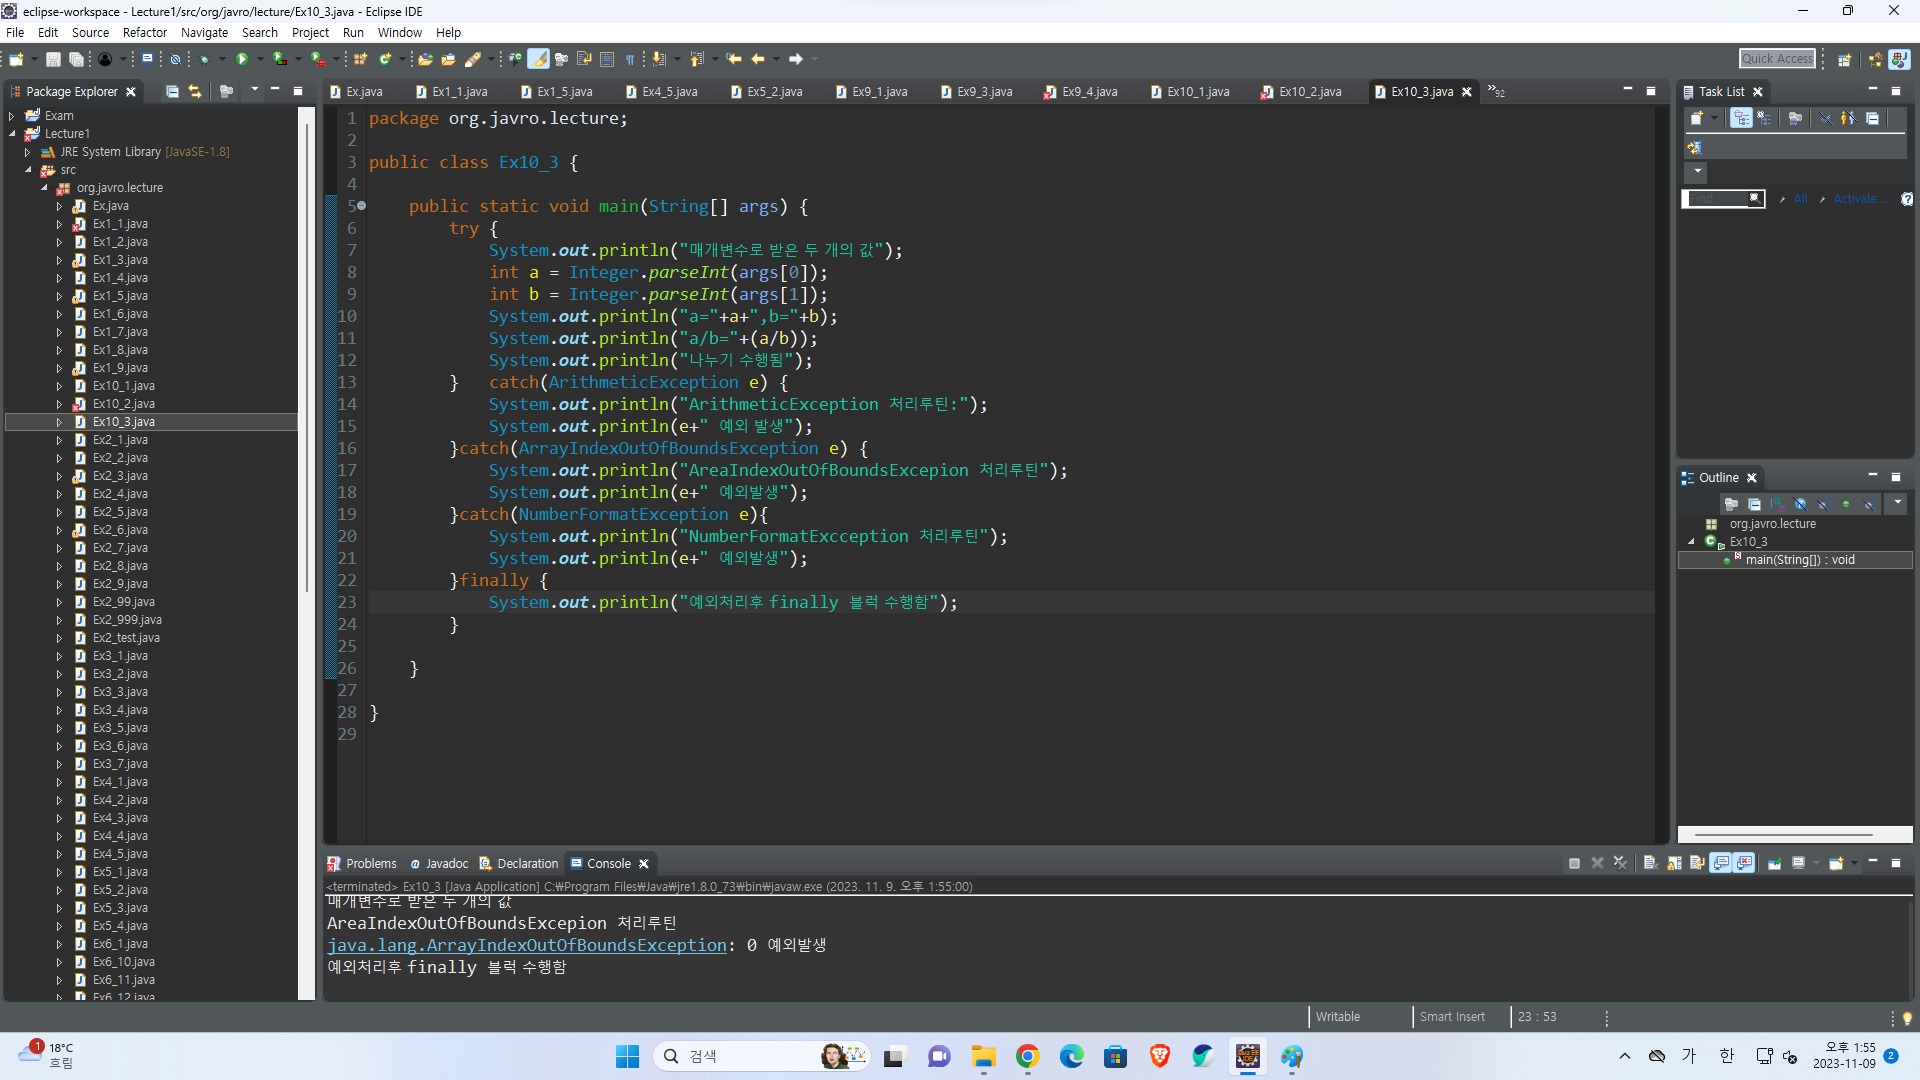 eclipse-workspace - Lecture1/src/org/javro/lecture/Ex10_3.java - Eclipse IDE
File Edit Source Refactor Navigate Search Project Run Window Help
Quick Access
Package Explorer
Exam
Lecture1
JRE System Library [JavaSE-1.8]
src
org.javro.lecture
Ex.java
Ex1_1.java
Ex1_2.java
Ex1_3.java
Ex1_4.java
Ex1_5.java
Ex1_6.java
Ex1_7.java
Ex1_8.java
Ex1_9.java
Ex10_1.java
Ex10_2.java
Ex10_3.java
Ex2_1.java
Ex2_2.java
Ex2_3.java
Ex2_4.java
Ex2_5.java
Ex2_6.java
Ex2_7.java
Ex2_8.java
Ex2_9.java
Ex2_99.java
Ex2_999.java
Ex2_test.java
Ex3_1.java
Ex3_2.java
Ex3_3.java
Ex3_4.java
Ex3_5.java
Ex3_6.java
Ex3_7.java
Ex4_1.java
Ex4_2.java
Ex4_3.java
Ex4_4.java
Ex4_5.java
Ex5_1.java
Ex5_2.java
Ex5_3.java
Ex5_4.java
Ex6_1.java
Ex6_10.java
Ex6_11.java
Ex6_12.java
Ex.java Ex1_1.java Ex1_5.java Ex4_5.java Ex5_2.java Ex9_1.java Ex9_3.java Ex9_4.java Ex10_1.java Ex10_2.java Ex10_3.java »92
1 package org.javro.lecture;
2
3 public class Ex10_3 {
4
5 public static void main(String[] args) {
6 try {
7 System.out.println("매개변수로 받은 두 개의 값");
8 int a = Integer.parseInt(args[0]);
9 int b = Integer.parseInt(args[1]);
10 System.out.println("a="+a+",b="+b);
11 System.out.println("a/b="+(a/b));
12 System.out.println("나누기 수행됨");
13 } catch(ArithmeticException e) {
14 System.out.println("ArithmeticException 처리루틴:");
15 System.out.println(e+" 예외 발생");
16 }catch(ArrayIndexOutOfBoundsException e) {
17 System.out.println("AreaIndexOutOfBoundsExcepion 처리루틴");
18 System.out.println(e+" 예외발생");
19 }catch(NumberFormatException e){
20 System.out.println("NumberFormatExcception 처리루틴");
21 System.out.println(e+" 예외발생");
22 }finally {
23 System.out.println("예외처리후 finally 블럭 수행함");
24 }
25
26 }
27
28 }
29
Task List
Find All Activate...
Outline
org.javro.lecture
Ex10_3
main(String[]) : void
Problems Javadoc Declaration Console
<terminated> Ex10_3 [Java Application] C:₩Program Files₩Java₩jre1.8.0_73₩bin₩javaw.exe (2023. 11. 9. 오후 1:55:00)
매개변수로 받은 두 개의 값
AreaIndexOutOfBoundsExcepion 처리루틴
java.lang.ArrayIndexOutOfBoundsException: 0 예외발생
예외처리후 finally 블럭 수행함
Writable Smart Insert 23 : 53
1 18°C
흐림
검색
가 한
오후 1:55
2023-11-09
2